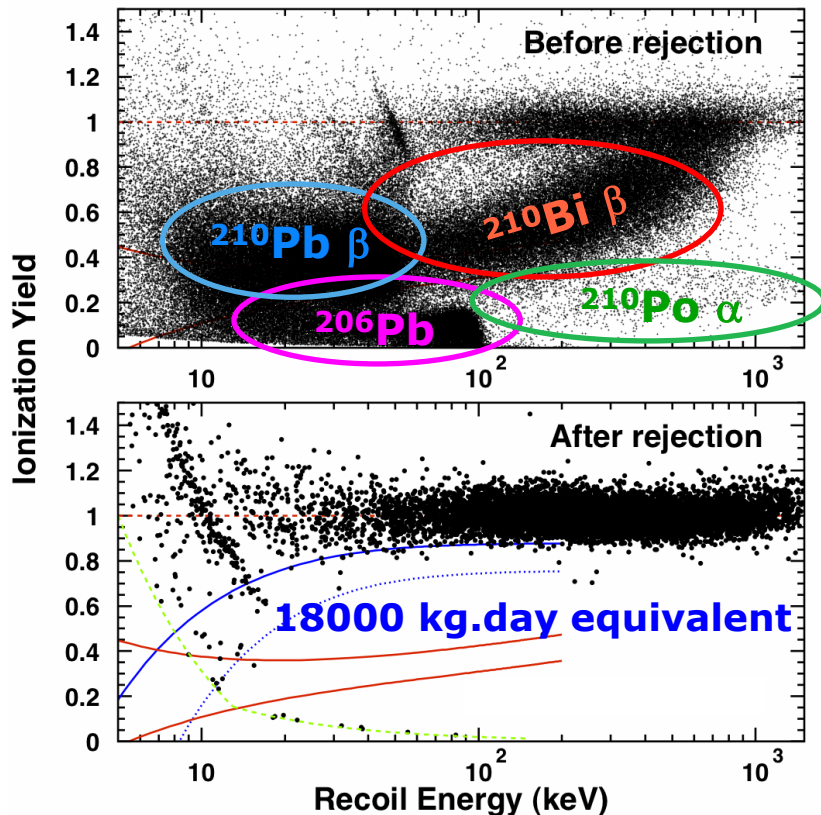 Ionization Yield
Before rejection
1.4
1.2
1
0.8
0.6
0.4
0.2
0
²¹⁰Pb β
²¹⁰Bi β
²⁰⁶Pb
²¹⁰Po α
10
10²
10³
After rejection
1.4
1.2
1
0.8
0.6
0.4
0.2
0
18000 kg.day equivalent
10
10²
10³
Recoil Energy (keV)